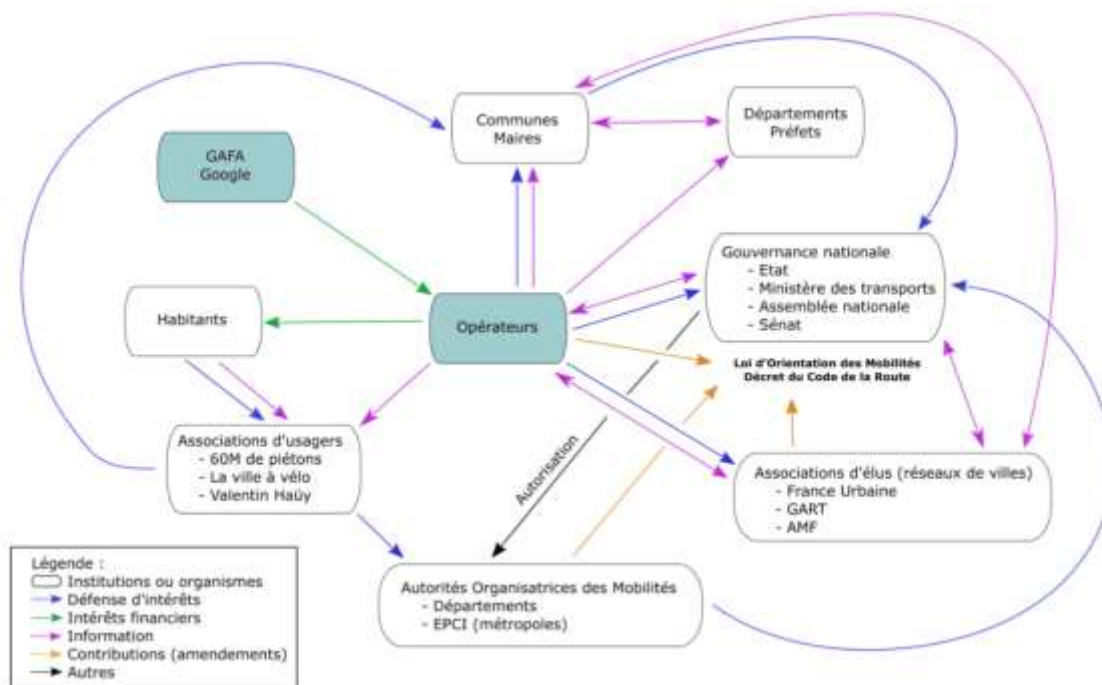 Communes
Maires
Départements
Préfets
GAFA
Google
Gouvernance nationale
- Etat
- Ministère des transports
- Assemblée nationale
- Sénat
Habitants
Opérateurs
Loi d'Orientation des Mobilités
Décret du Code de la Route
Associations d'usagers
- 60M de piétons
- La ville à vélo
- Valentin Haüy
Autorisation
Associations d'élus (réseaux de villes)
- France Urbaine
- GART
- AMF
Autorités Organisatrices des Mobilités
- Départements
- EPCI (métropoles)
Légende :
Institutions ou organismes
Défense d'intérêts
Intérêts financiers
Information
Contributions (amendements)
Autres